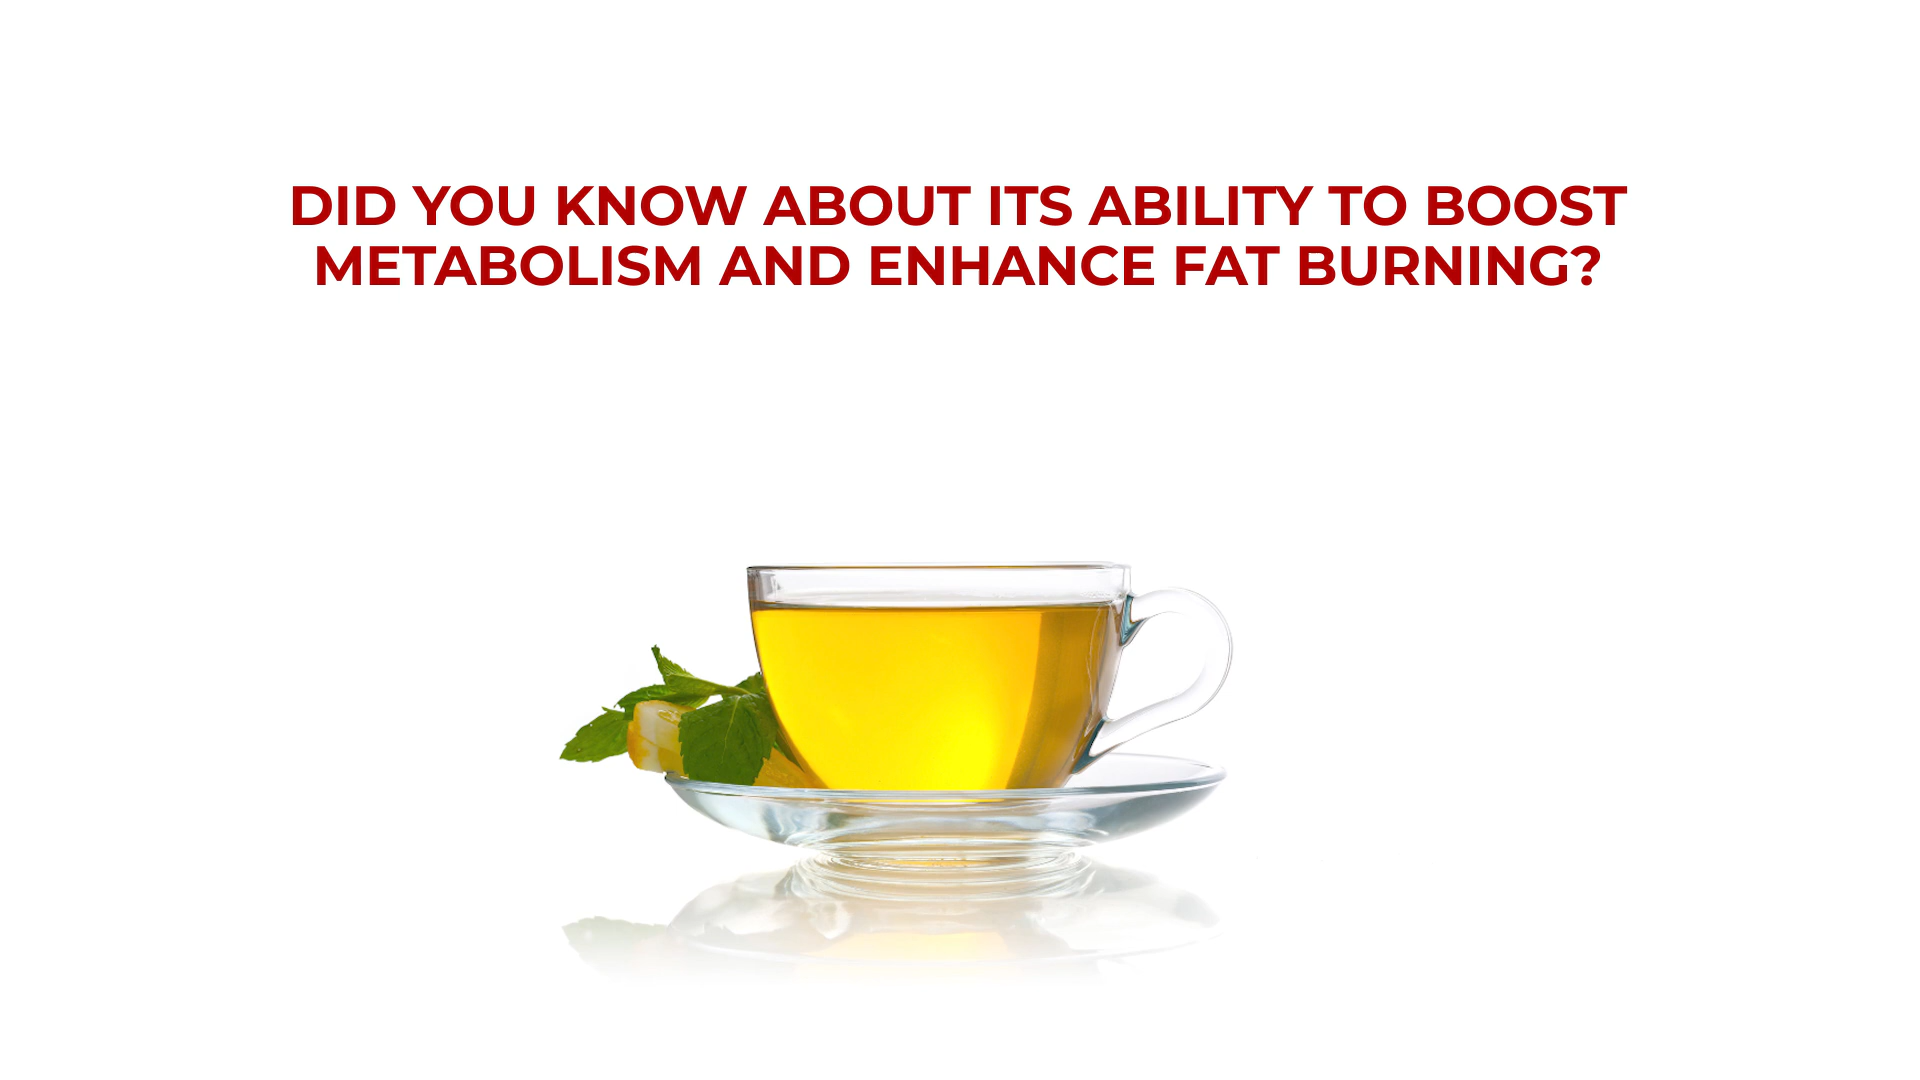 DID YOU KNOW ABOUT ITS ABILITY TO BOOST
METABOLISM AND ENHANCE FAT BURNING?